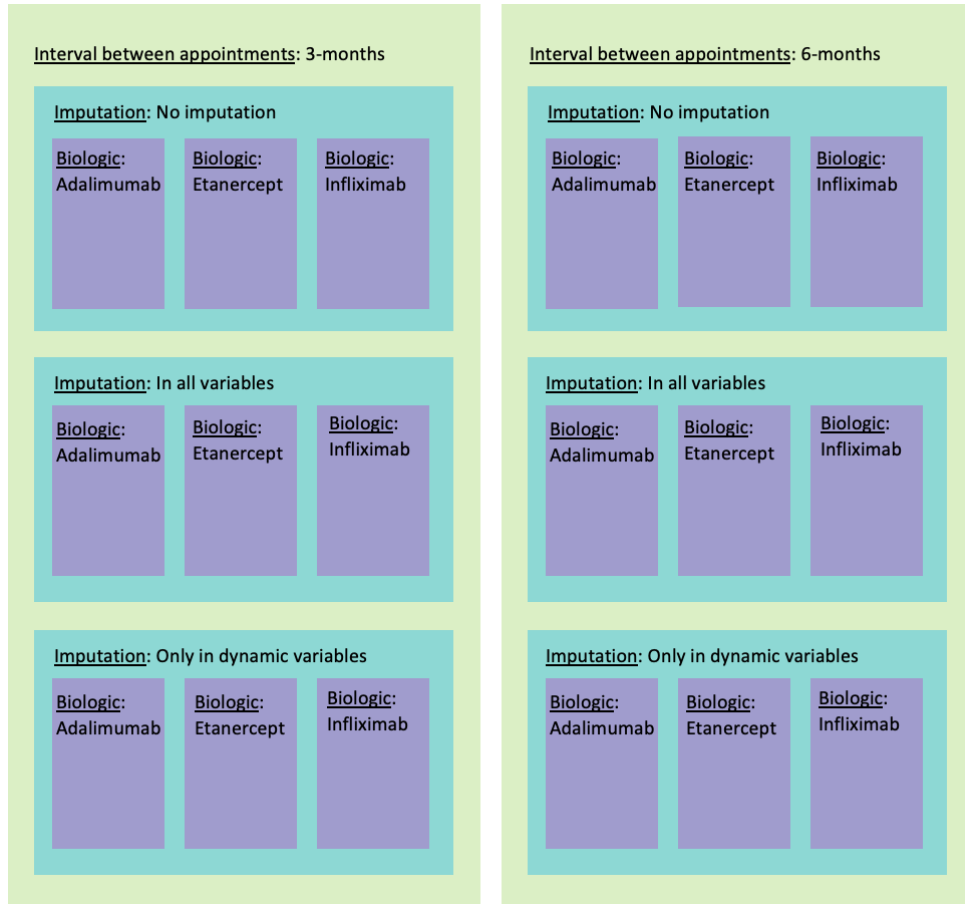 Interval between appointments: 3-months
Imputation: No imputation
Biologic:
Adalimumab
Biologic:
Etanercept
Biologic:
Infliximab
Imputation: In all variables
Biologic:
Adalimumab
Biologic:
Etanercept
Biologic:
Infliximab
Imputation: Only in dynamic variables
Biologic:
Adalimumab
Biologic:
Etanercept
Biologic:
Infliximab
Interval between appointments: 6-months
Imputation: No imputation
Biologic:
Adalimumab
Biologic:
Etanercept
Biologic:
Infliximab
Imputation: In all variables
Biologic:
Adalimumab
Biologic:
Etanercept
Biologic:
Infliximab
Imputation: Only in dynamic variables
Biologic:
Adalimumab
Biologic:
Etanercept
Biologic:
Infliximab